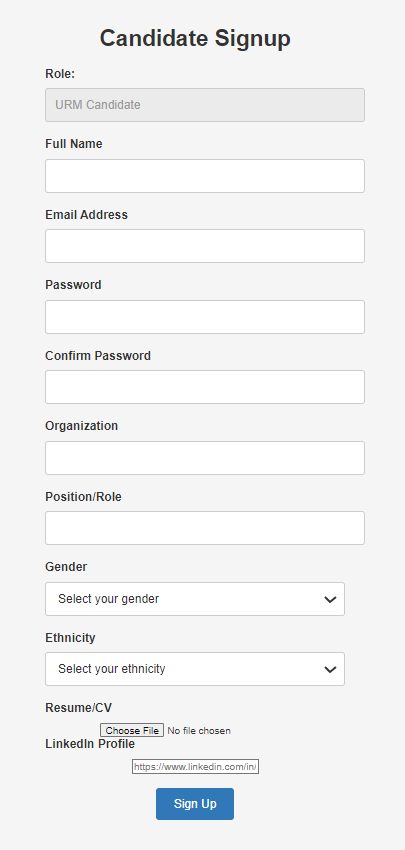 Candidate Signup
Role:
URM Candidate
Full Name
Email Address
Password
Confirm Password
Organization
Position/Role
Gender
Select your gender
Ethnicity
Select your ethnicity
Resume/CV
Choose File No file chosen
LinkedIn Profile
https://www.linkedin.com/in/
Sign Up